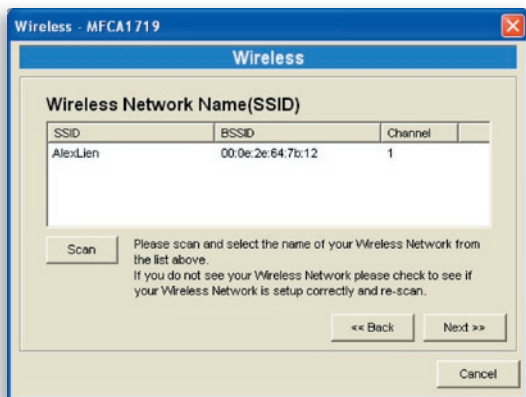 Wireless - MFCA1719
Wireless
Wireless Network Name(SSID)
SSID BSSID Channel
AlexLien 00:0e:2e:64:7b:12 1
Scan
Please scan and select the name of your Wireless Network from
the list above.
If you do not see your Wireless Network please check to see if
your Wireless Network is setup correctly and re-scan.
<< Back Next >>
Cancel